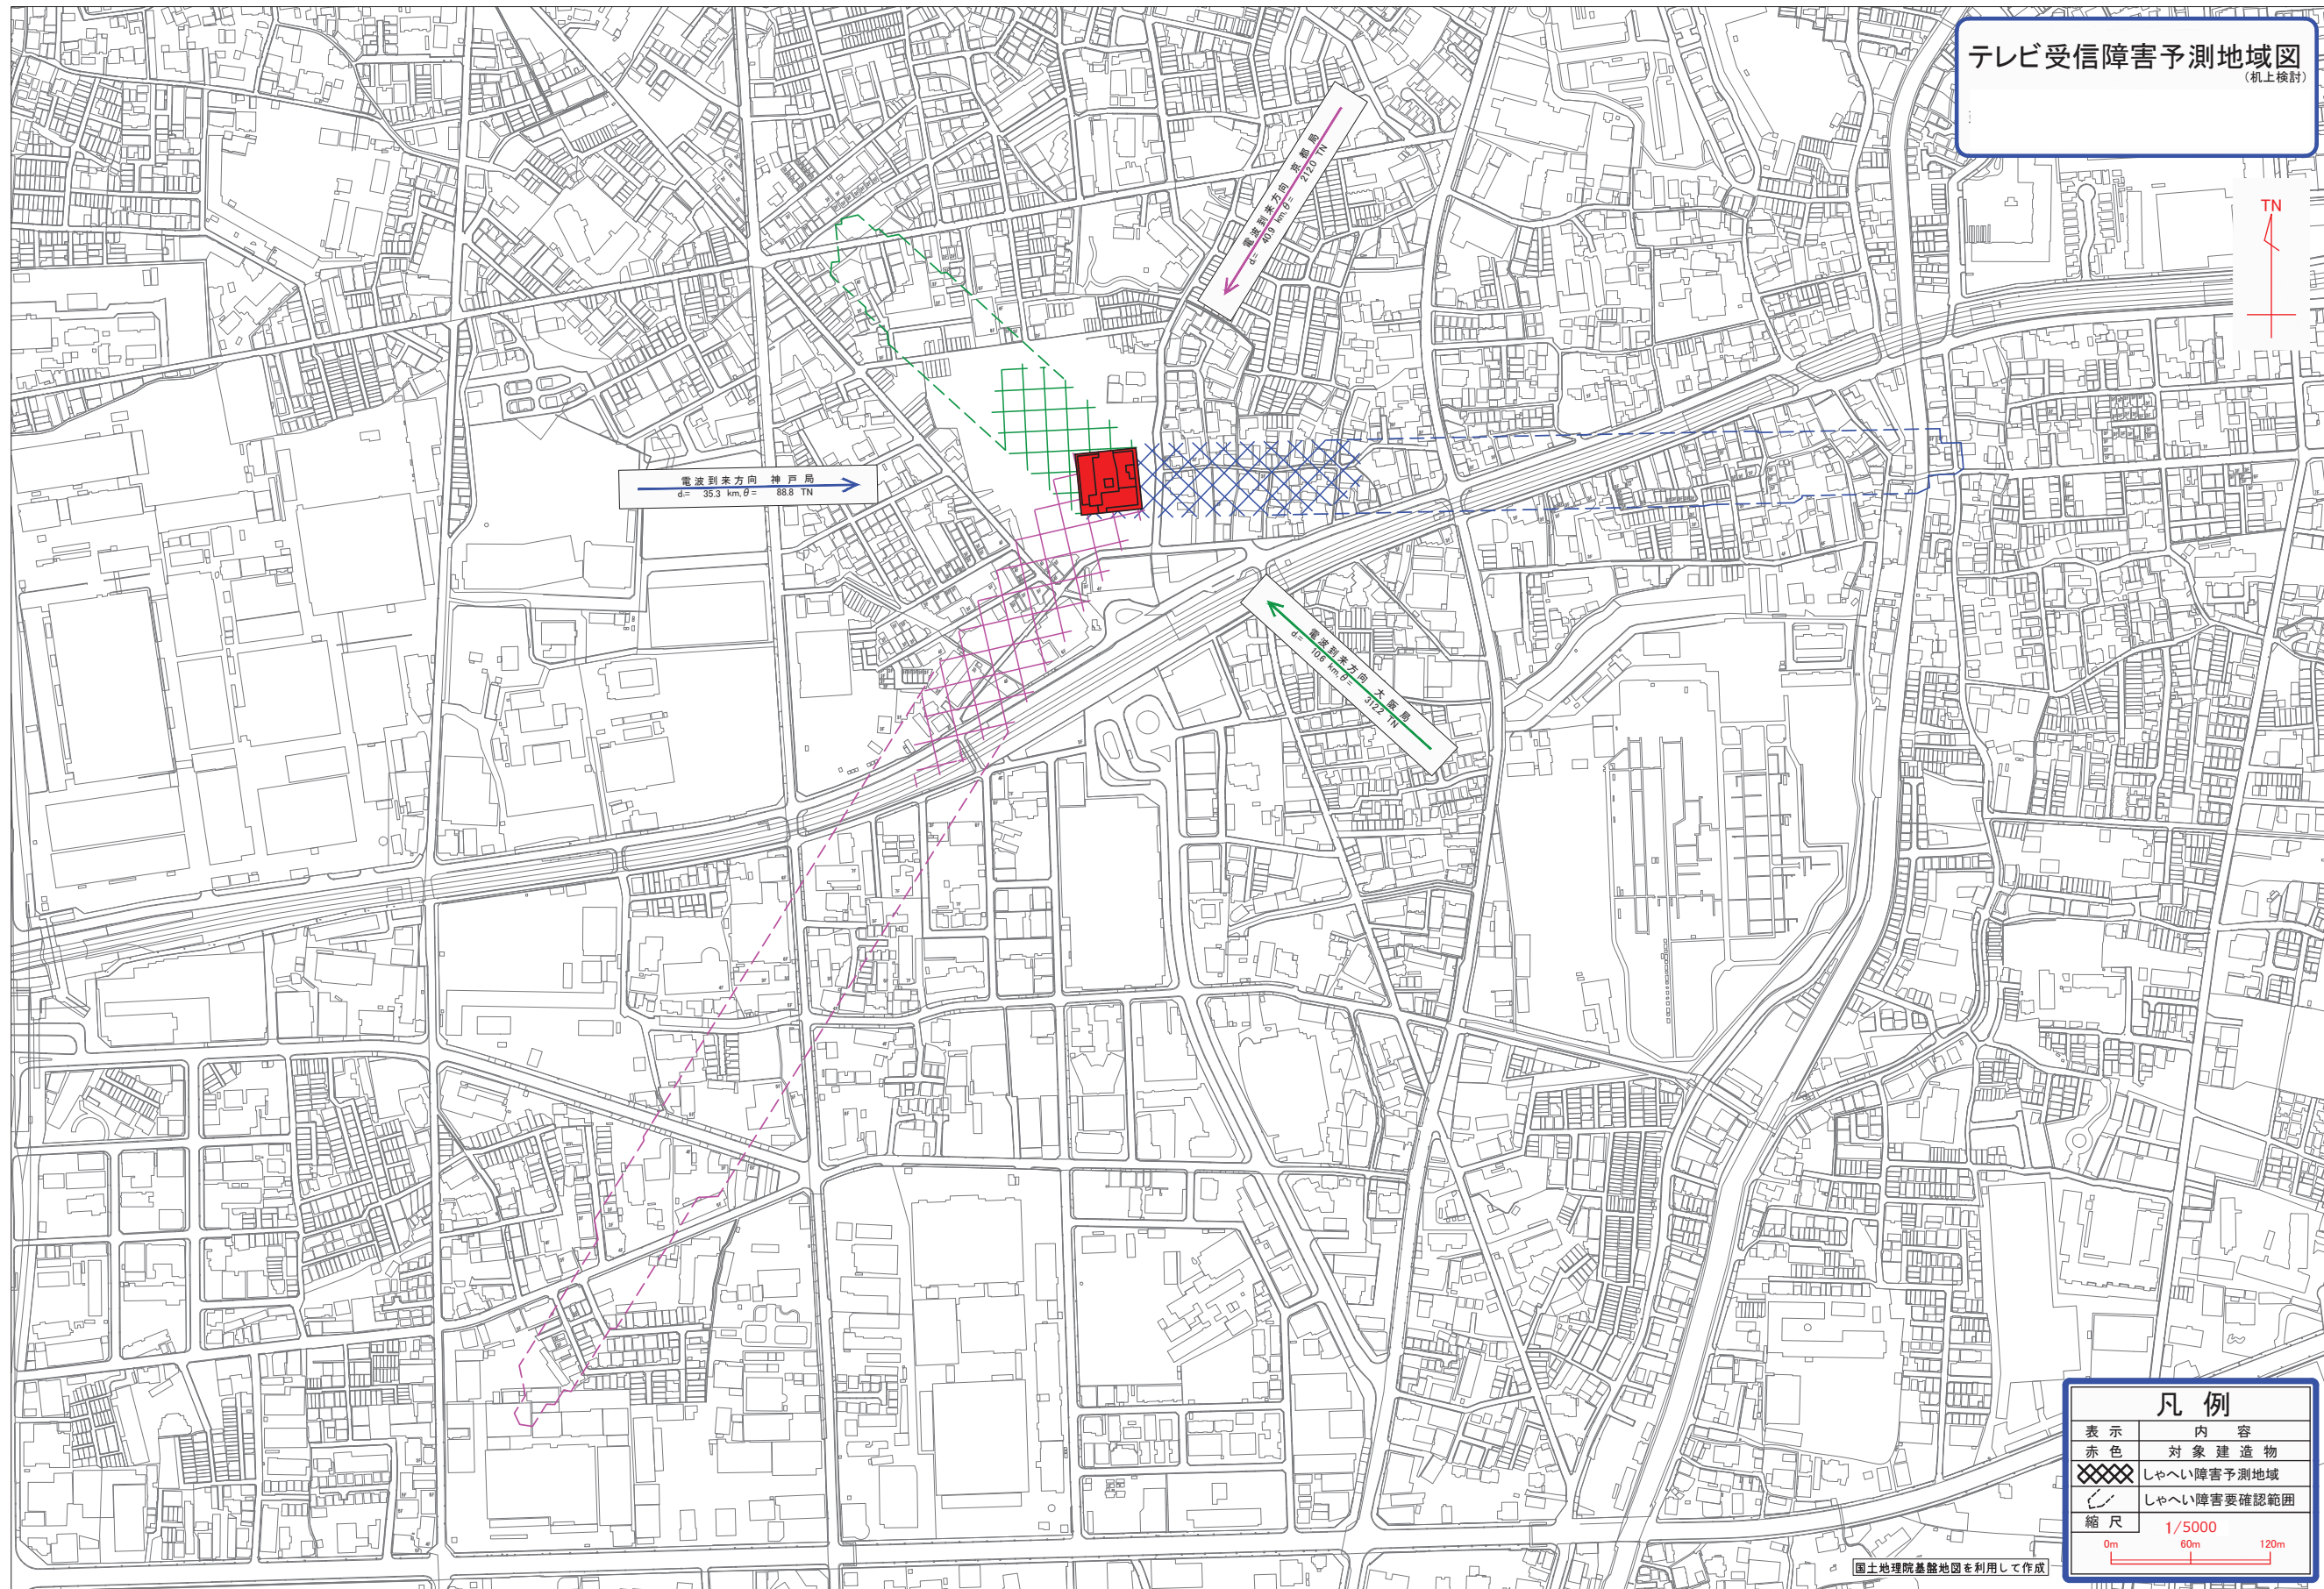 テレビ受信障害予測地域図
(机上検討)
TN
電波到来方向 京都局
d= 40.9 km, θ= 212.0 TN
電波到来方向 神戸局
d= 35.3 km, θ= 88.8 TN
電波到来方向 大阪局
d= 10.6 km, θ= 312.2 TN
凡例
表示 内容
赤色 対象建造物
しゃへい障害予測地域
しゃへい障害要確認範囲
縮尺 1/5000
0m 60m 120m
国土地理院基盤地図を利用して作成